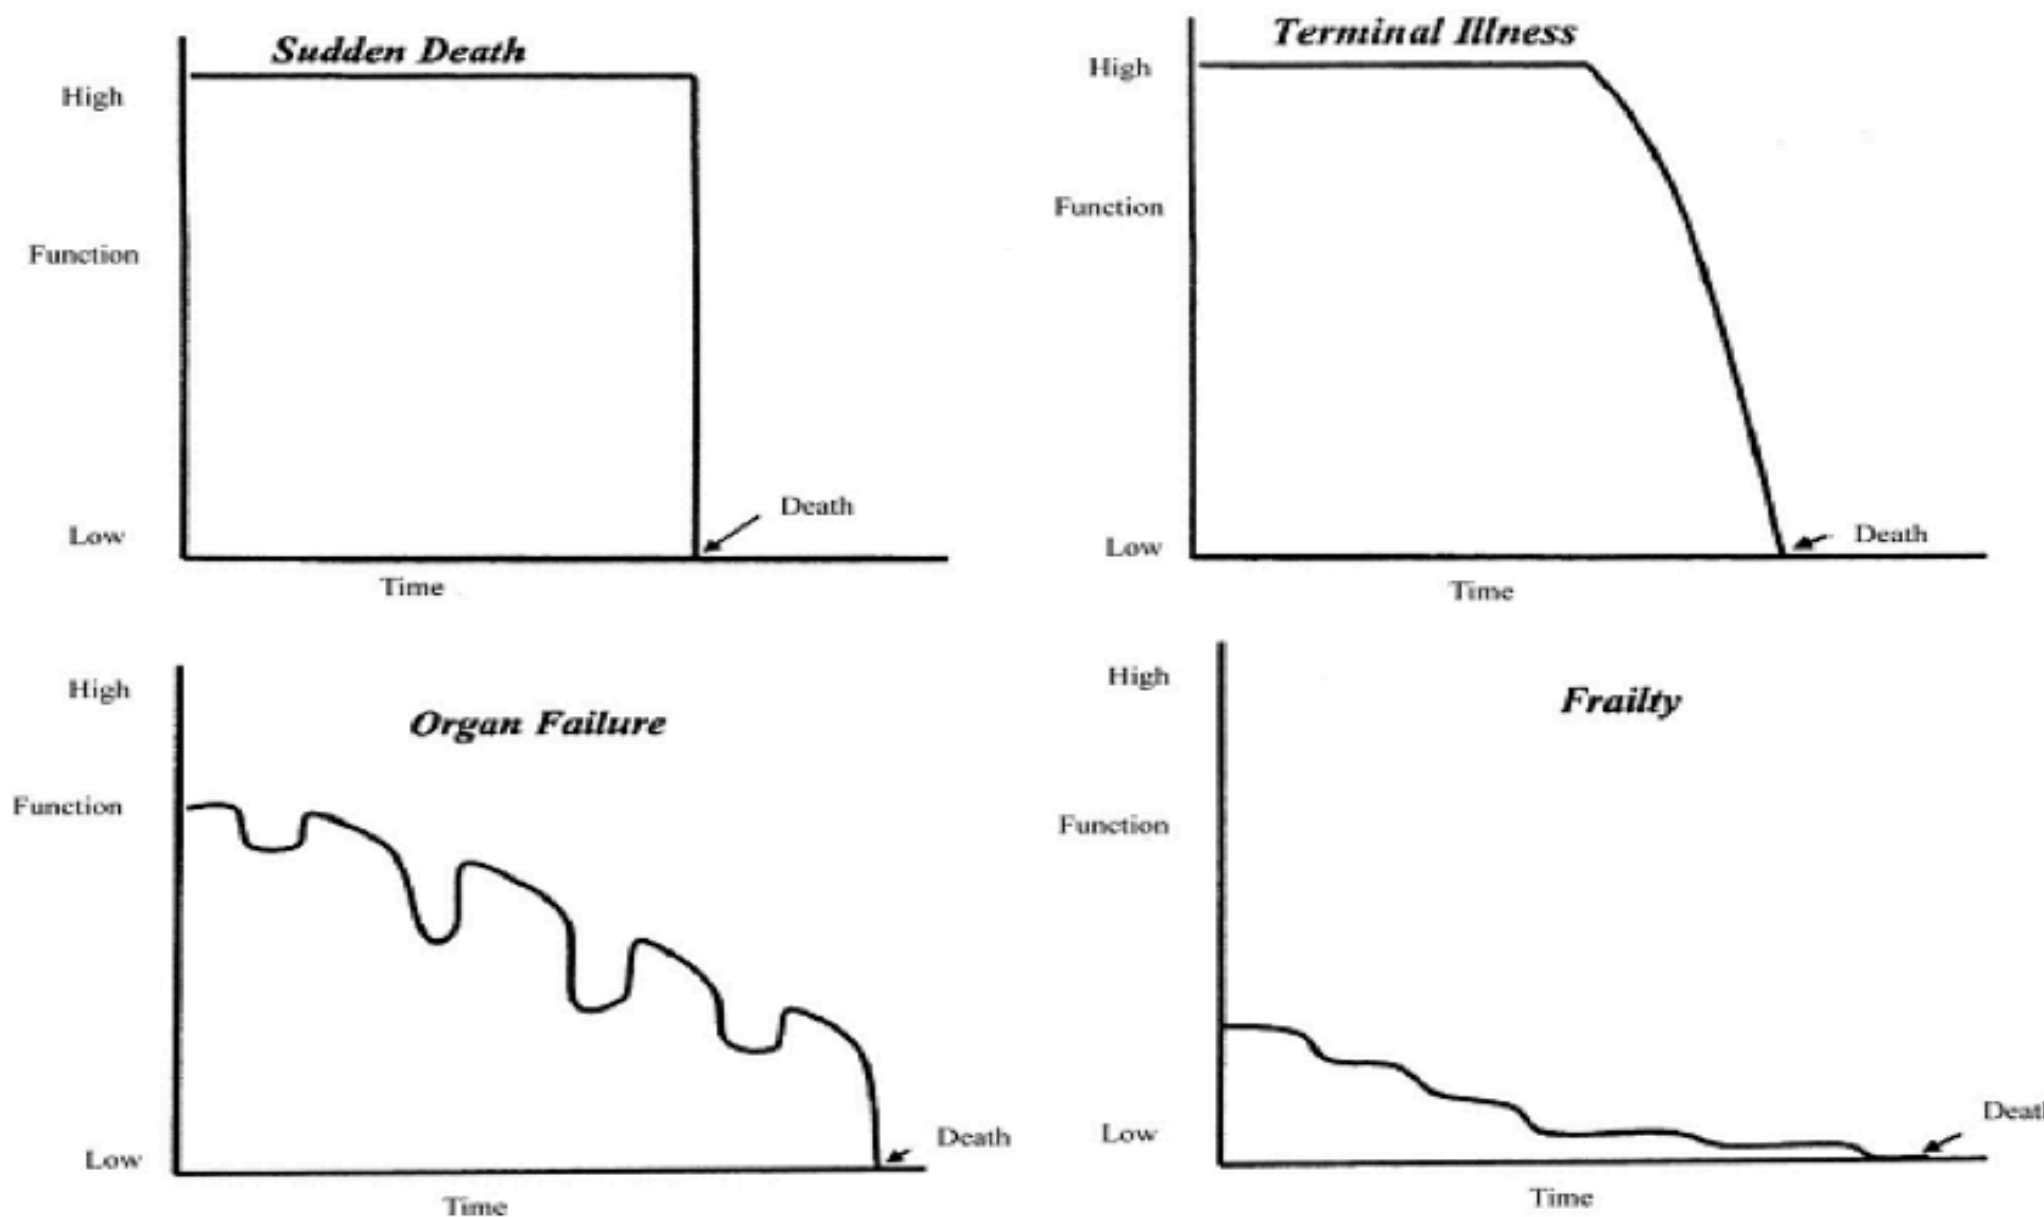 Sudden Death
High
Function
Low
Death
Time
Terminal Illness
High
Function
Low
Death
Time
High
Organ Failure
Function
Low
Death
Time
High
Frailty
Function
Low
Deat
Time